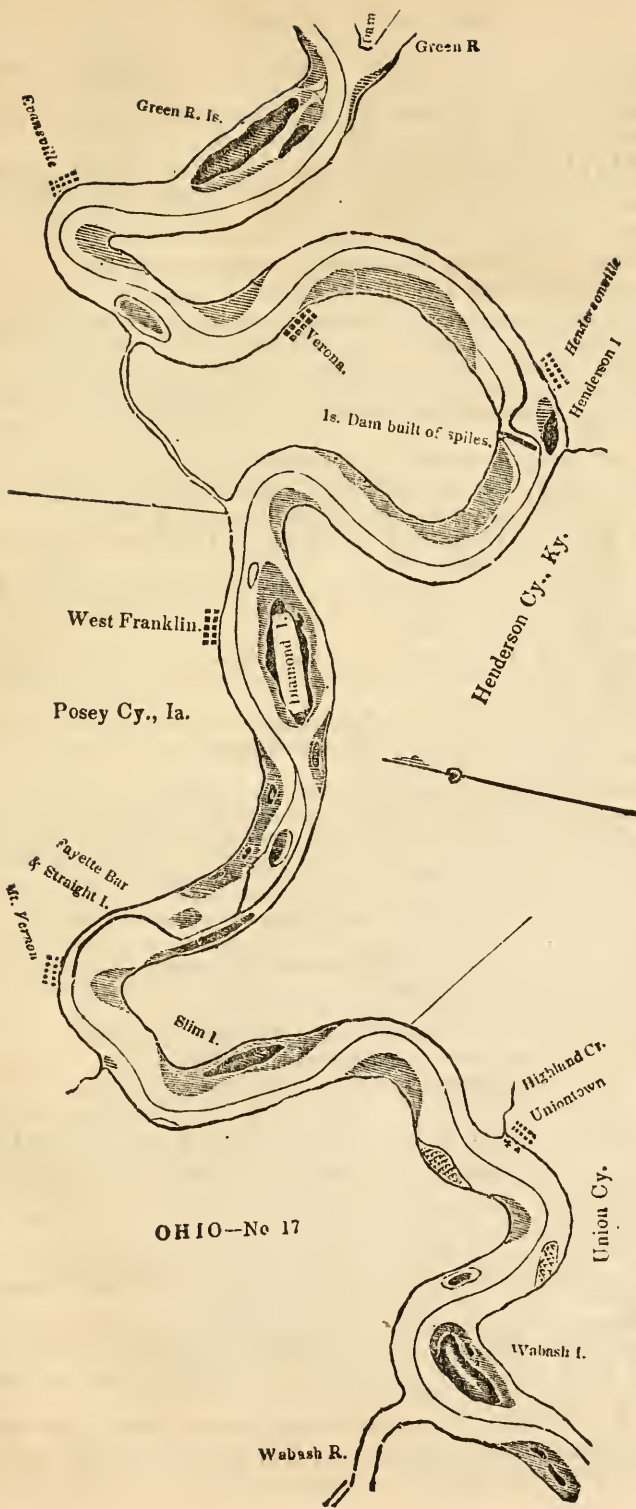 Dam
Green R
Green R. Is.
Evansville
Hendersonville
Henderson I
Verona.
Is. Dam built of spiles.
Henderson Cy., Ky.
West Franklin.
Diamond I.
Posey Cy., Ia.
Fayette Bar
& Straight I.
Mt. Vernon
Slim I.
Highland Cr.
Uniontown
Union Cy.
OHIO—No 17
Wabash I.
Wabash R.